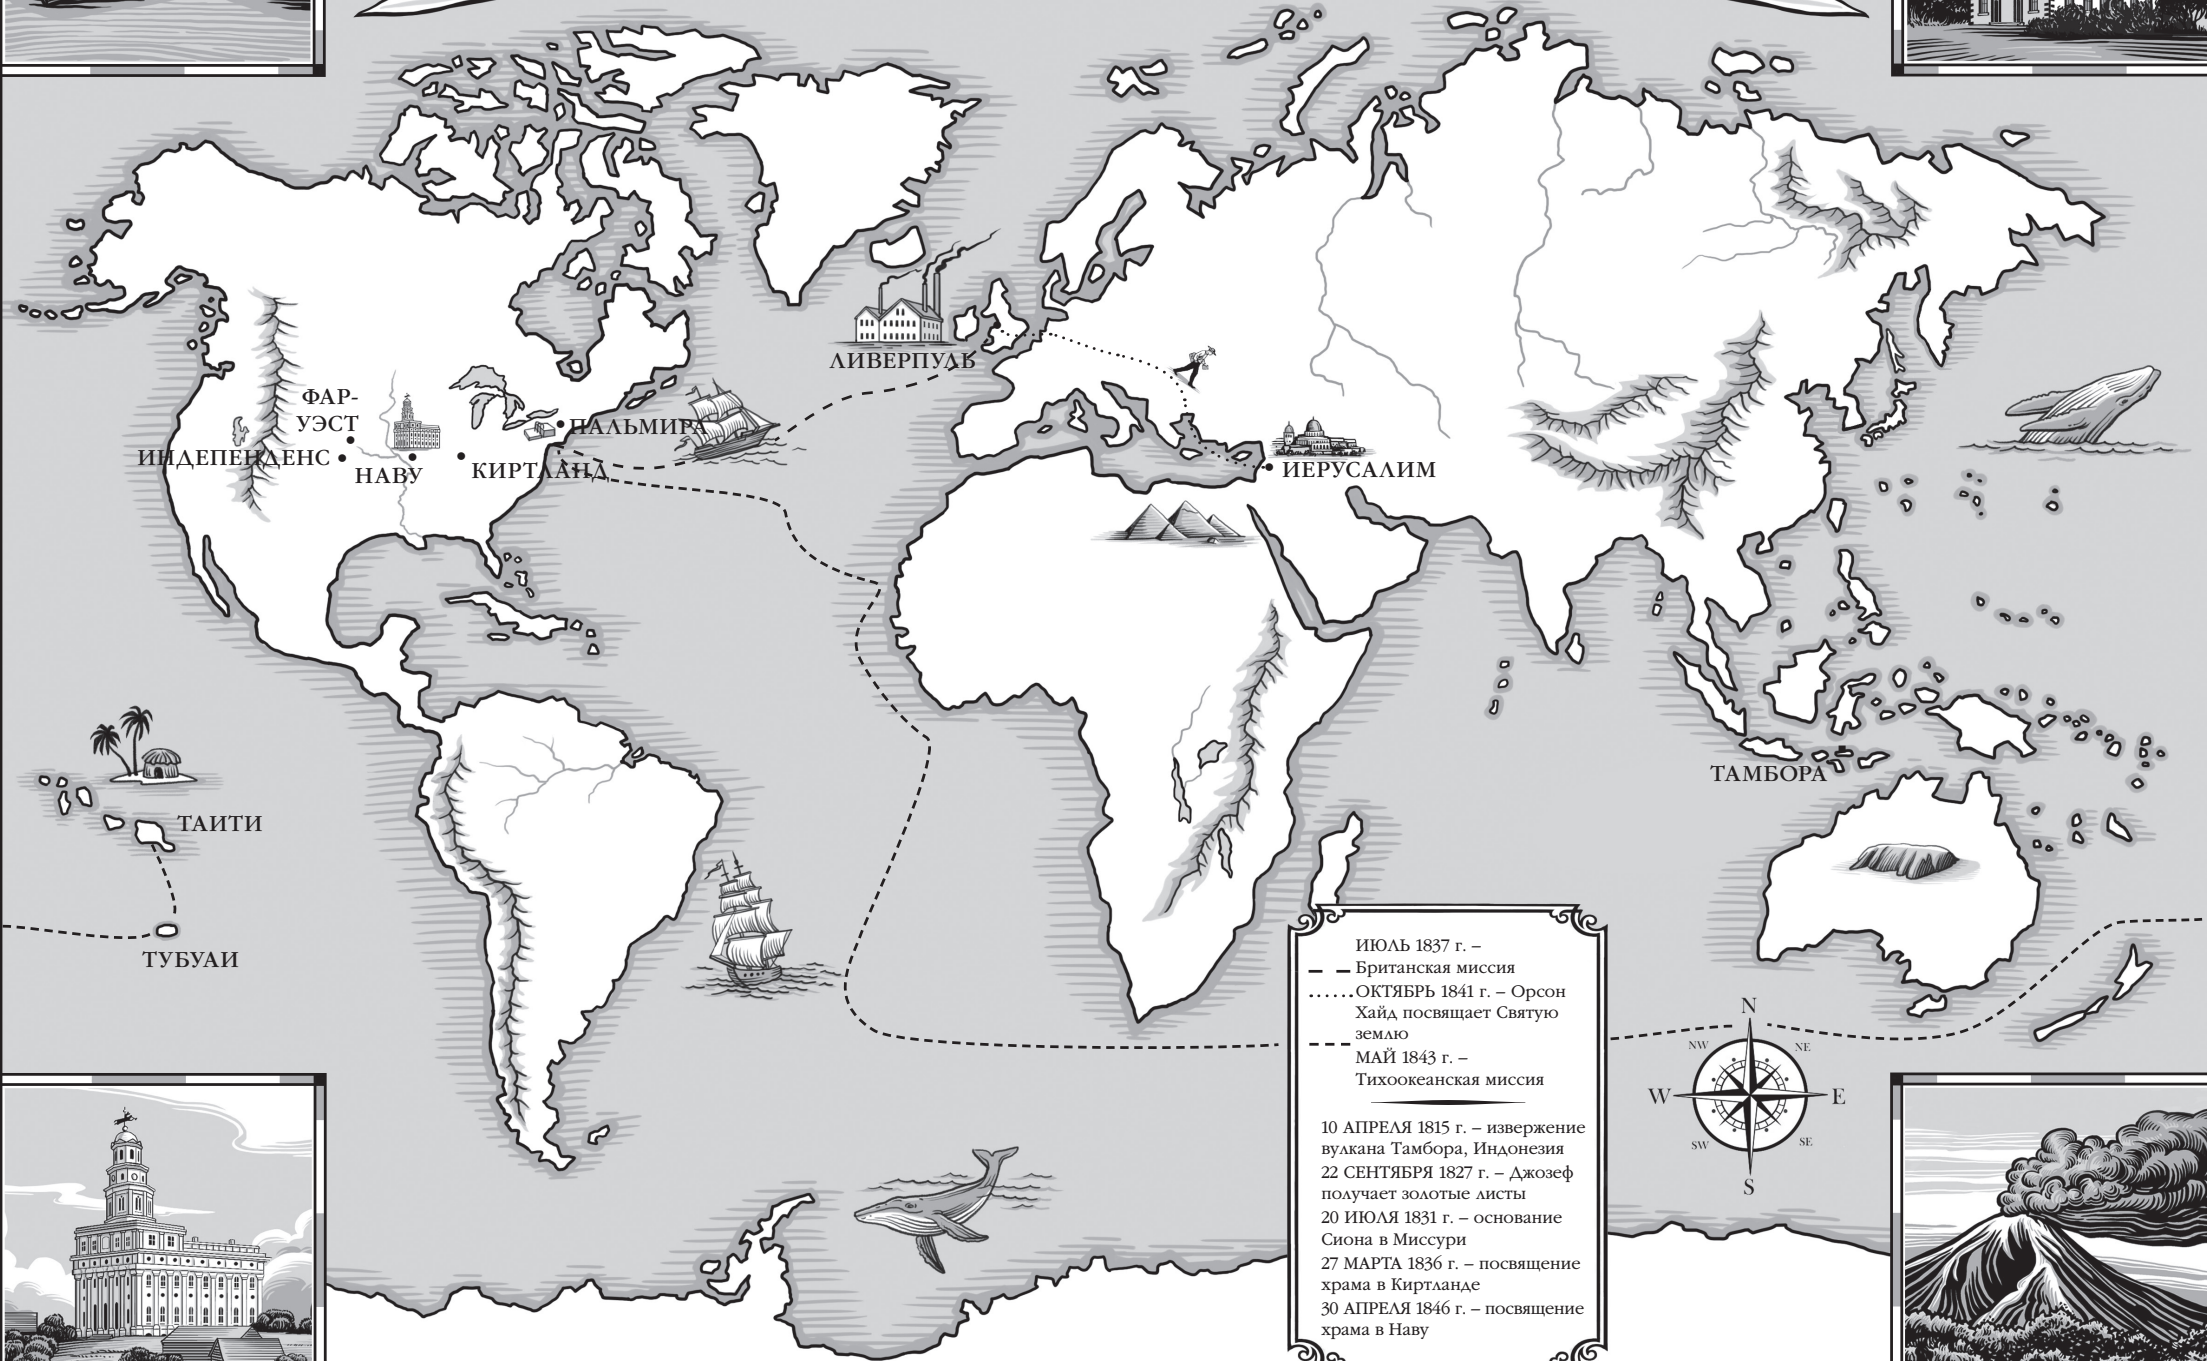 ЛИВЕРПУЛЬ
ФАР-
УЭСТ
ПАЛЬМИРА
ИНДЕПЕНДЕНС
НАВУ
КИРТЛАНД
ИЕРУСАЛИМ
ТАМБОРА
ТАИТИ
ТУБУАИ
ИЮЛЬ 1837 г. –
Британская миссия
ОКТЯБРЬ 1841 г. – Орсон
Хайд посвящает Святую
землю
МАЙ 1843 г. –
Тихоокеанская миссия
10 АПРЕЛЯ 1815 г. – извержение
вулкана Тамбора, Индонезия
22 СЕНТЯБРЯ 1827 г. – Джозеф
получает золотые листы
20 ИЮЛЯ 1831 г. – основание
Сиона в Миссури
27 МАРТА 1836 г. – посвящение
храма в Киртланде
30 АПРЕЛЯ 1846 г. – посвящение
храма в Наву
N
NW NE
W E
SW SE
S